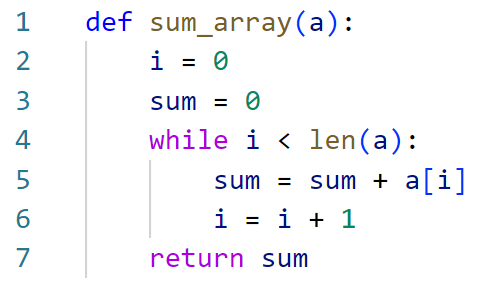 1 def sum_array(a):
2     i = 0
3     sum = 0
4     while i < len(a):
5         sum = sum + a[i]
6         i = i + 1
7     return sum